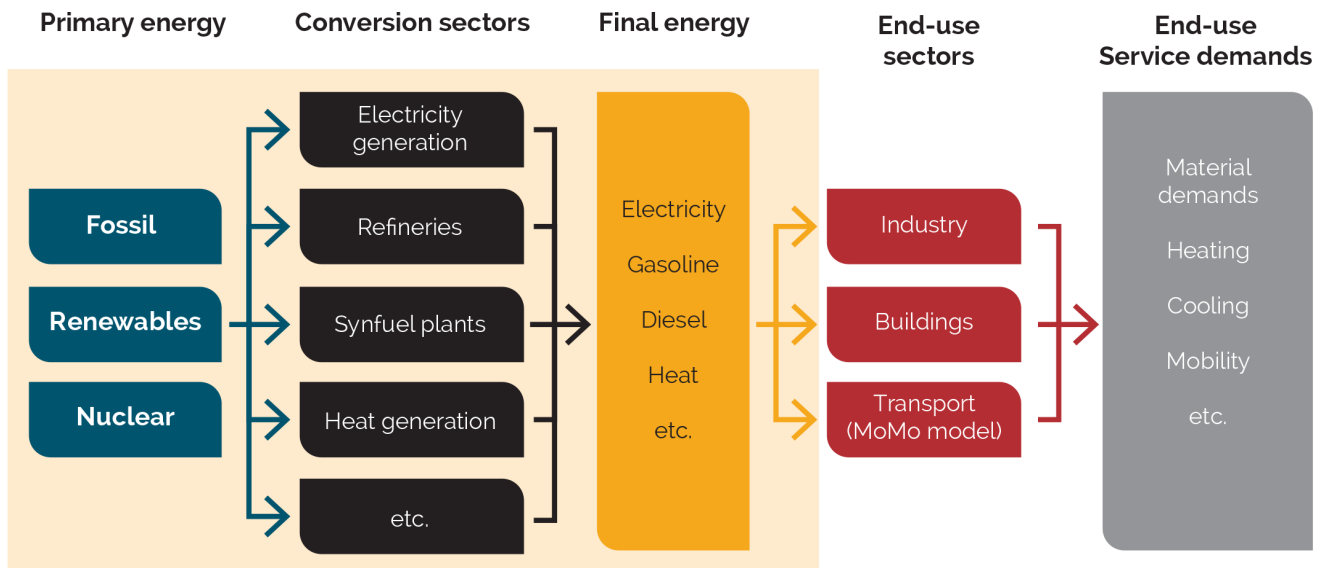 Primary energy
Conversion sectors
Final energy
End-use
sectors
End-use
Service demands
Fossil
Renewables
Nuclear
Electricity
generation
Refineries
Synfuel plants
Heat generation
etc.
Electricity
Gasoline
Diesel
Heat
etc.
Industry
Buildings
Transport
(MoMo model)
Material
demands
Heating
Cooling
Mobility
etc.